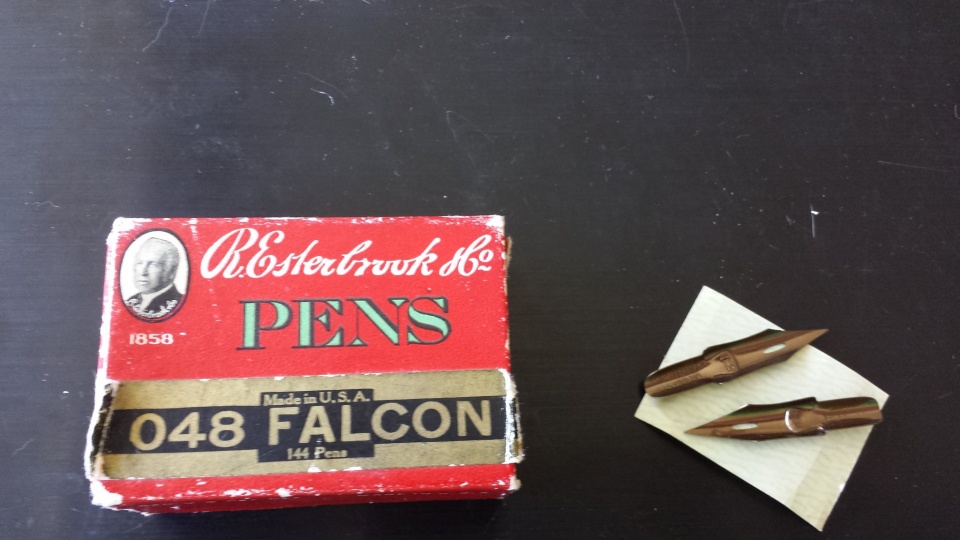 R. Esterbrook & Co
PENS
1858
Made in U.S.A.
048 FALCON
144 Pens